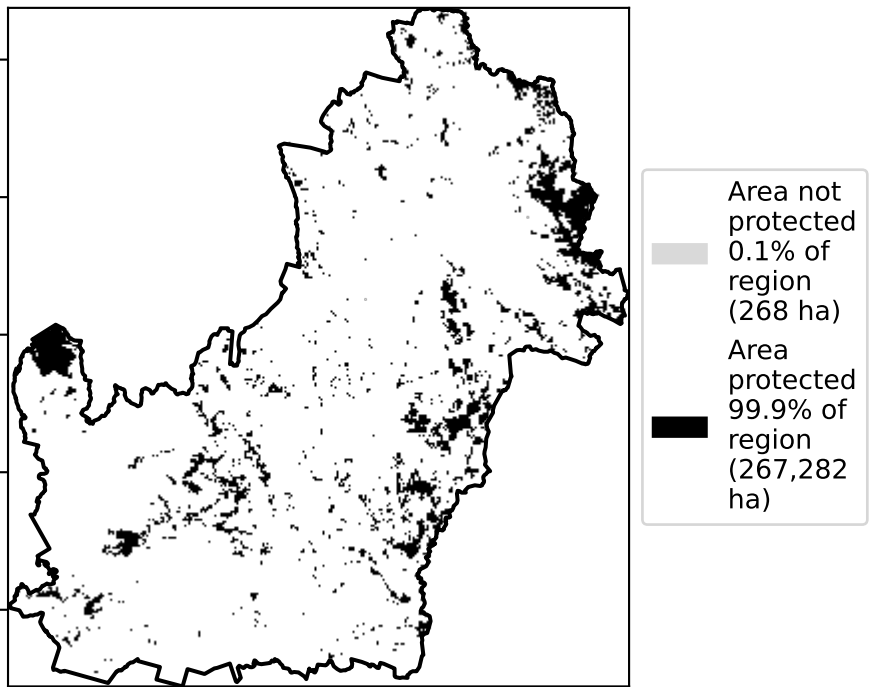 Area not
protected
0.1% of
region
(268 ha)
Area
protected
99.9% of
region
(267,282
ha)